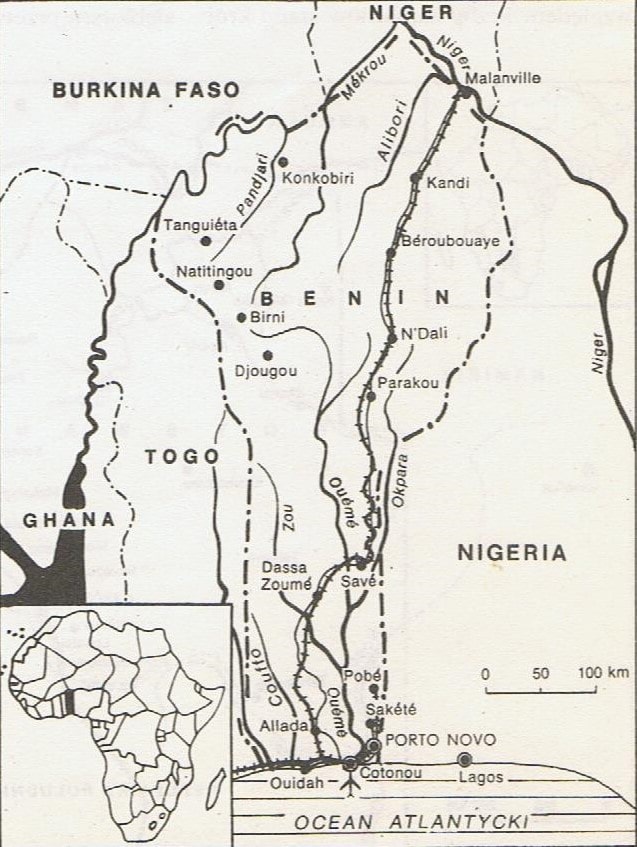 NIGER
Niger
BURKINA FASO
Mékrou
Malanville
Alibori
Pandjari
Konkobiri
Kandi
Tanguiéta
Béroubouaye
Natitingou
BENIN
Birni
N'Dali
Niger
Djougou
Parakou
TOGO
Ouémé
Okpara
Zou
GHANA
NIGERIA
Dassa
Zoumé
Savé
Couffo
Pobé
0 50 100 km
Ouémé
Sakété
Allada
PORTO NOVO
Ouidah
Cotonou
Lagos
OCEAN ATLANTYCKI